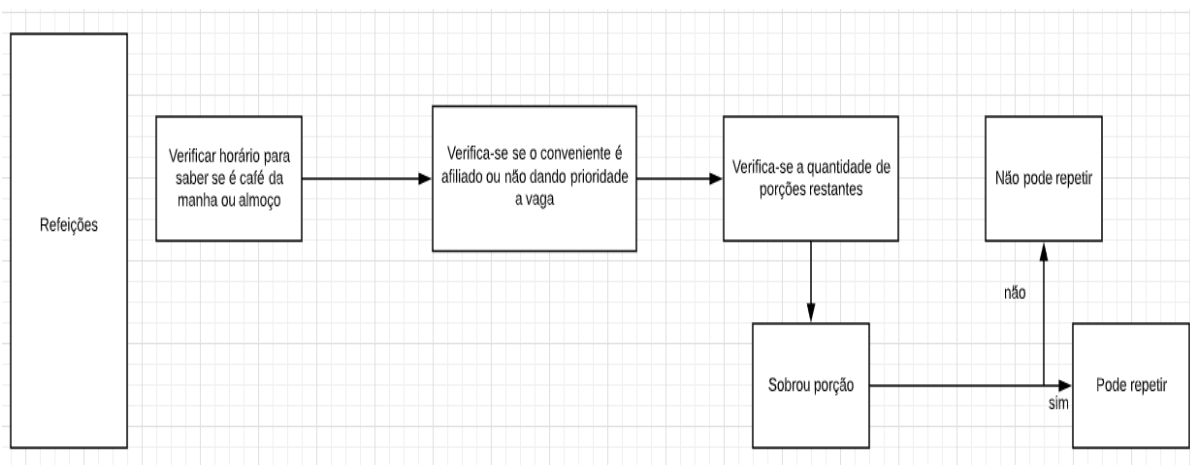 Refeições
Verificar horário para
saber se é café da
manha ou almoço
Verifica-se se o conveniente é
afiliado ou não dando prioridade
a vaga
Verifica-se a quantidade de
porções restantes
Não pode repetir
não
Sobrou porção
sim
Pode repetir